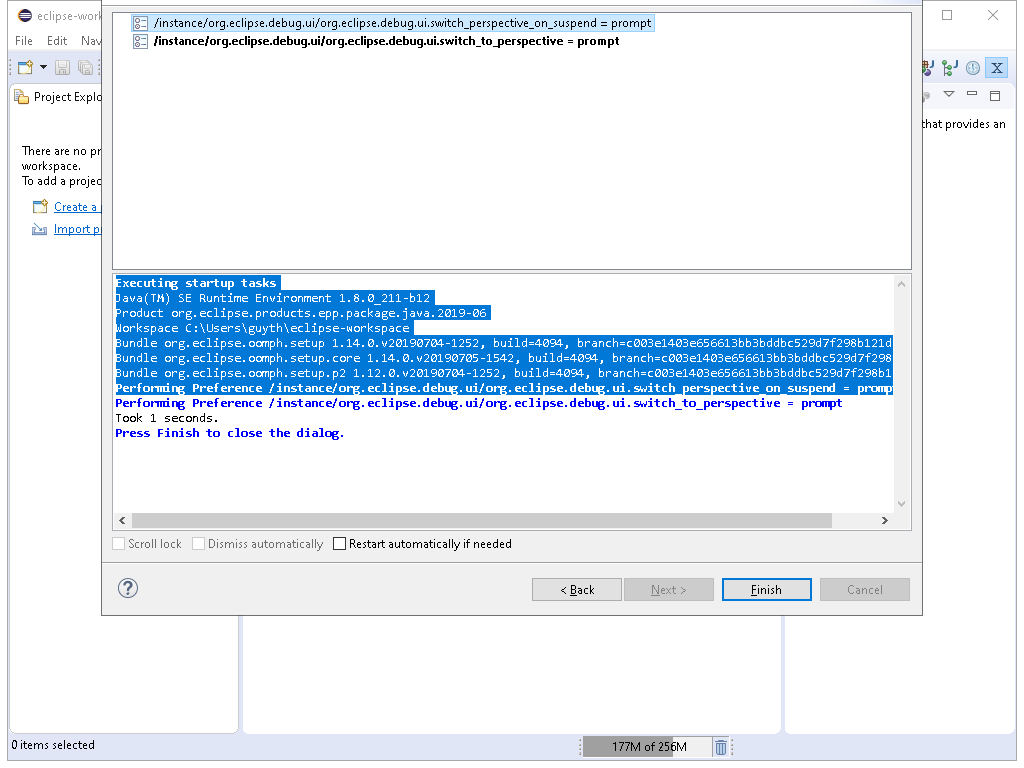 eclipse-work
/instance/org.eclipse.debug.ui/org.eclipse.debug.ui.switch_perspective_on_suspend = prompt
File Edit Nav
/instance/org.eclipse.debug.ui/org.eclipse.debug.ui.switch_to_perspective = prompt
Project Explo
that provides an
There are no pr
workspace.
To add a projec
Create a
Import pr
Executing startup tasks
Java(TM) SE Runtime Environment 1.8.0_211-b12
Product org.eclipse.products.epp.package.java.2019-06
Workspace C:\Users\guyth\eclipse-workspace
Bundle org.eclipse.oomph.setup 1.14.0.v20190704-1252, build=4094, branch=c003e1403e656613bb3bddbc529d7f298b121d
Bundle org.eclipse.oomph.setup.core 1.14.0.v20190705-1542, build=4094, branch=c003e1403e656613bb3bddbc529d7f298
Bundle org.eclipse.oomph.setup.p2 1.12.0.v20190704-1252, build=4094, branch=c003e1403e656613bb3bddbc529d7f298b1
Performing Preference /instance/org.eclipse.debug.ui/org.eclipse.debug.ui.switch_perspective_on_suspend = promp
Performing Preference /instance/org.eclipse.debug.ui/org.eclipse.debug.ui.switch_to_perspective = prompt
Took 1 seconds.
Press Finish to close the dialog.
Scroll lock Dismiss automatically Restart automatically if needed
? < Back Next > Finish Cancel
0 items selected
177M of 256M